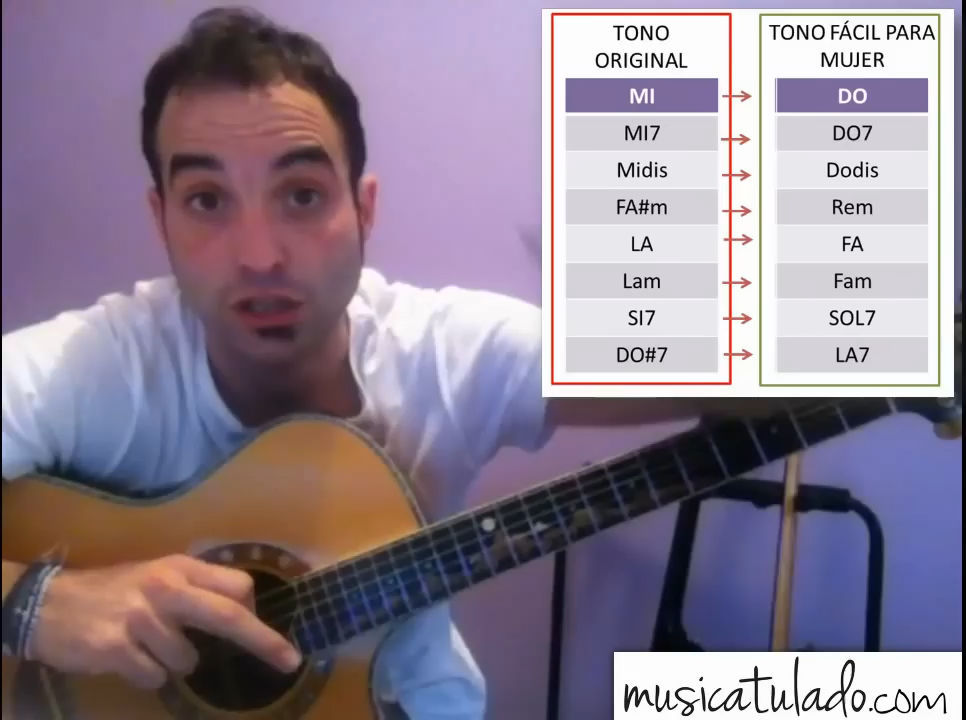 TONO
ORIGINAL
TONO FÁCIL PARA
MUJER
MI → DO
MI7 → DO7
Midis → Dodis
FA#m → Rem
LA → FA
Lam → Fam
SI7 → SOL7
DO#7 → LA7
musicatulado.com